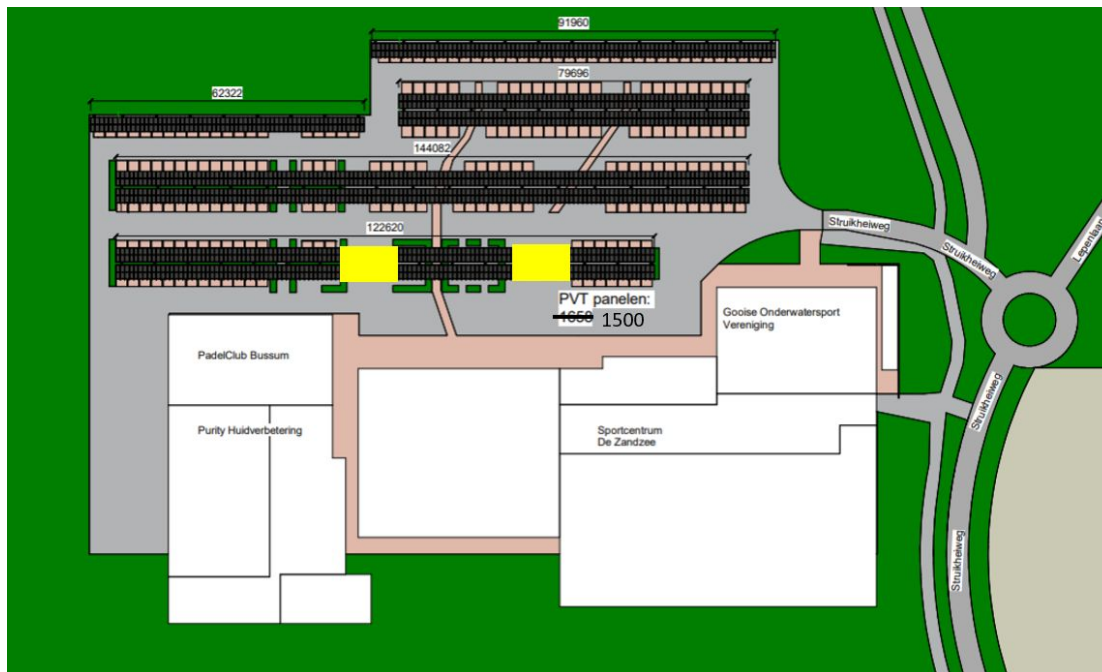 91960
79696
62322
144082
122620
Struikheiweg
Struikheiweg
Lepenlaan
PVT panelen:
1650 1500
Gooise Onderwatersport
Vereniging
PadelClub Bussum
Struikheiweg
Purity Huidverbetering
Sportcentrum
De Zandzee
Struikheiweg